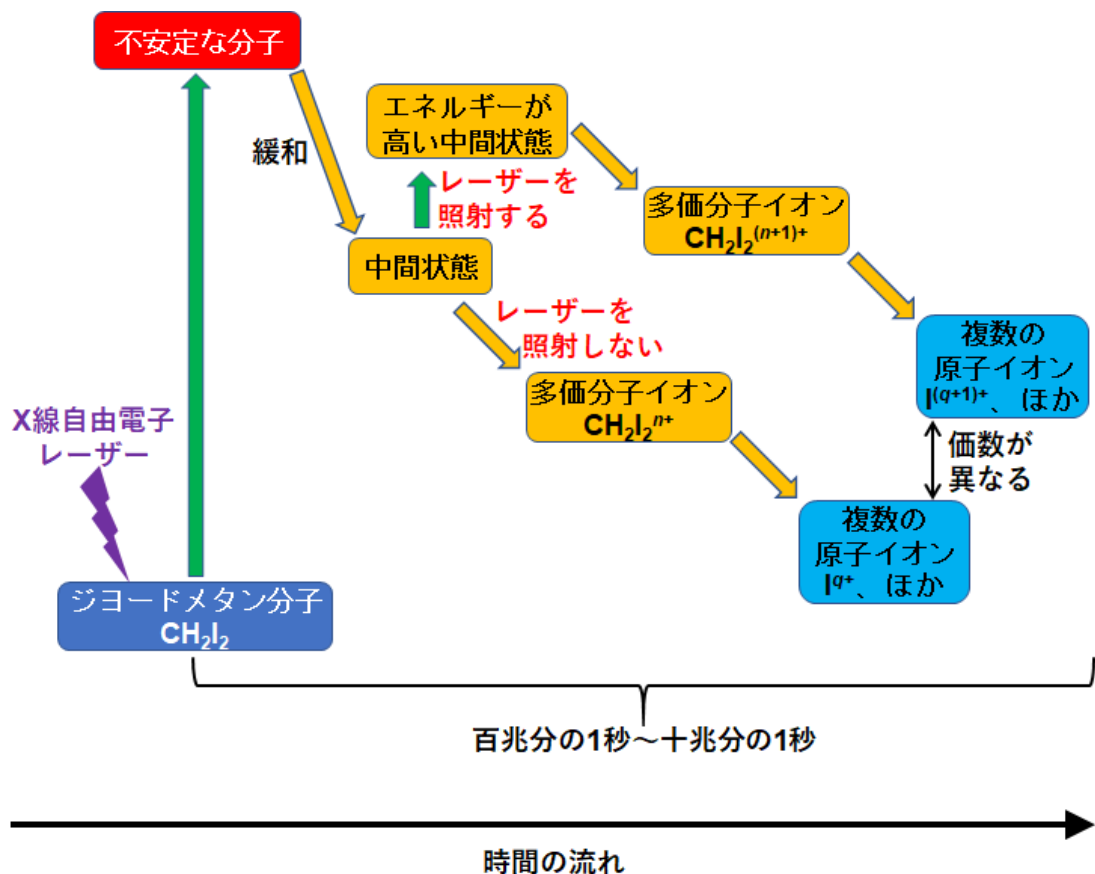 不安定な分子
緩和
エネルギーが
高い中間状態
レーザーを
照射する
中間状態
多価分子イオン
CH₂I₂⁽ⁿ⁺¹⁾⁺
レーザーを
照射しない
多価分子イオン
CH₂I₂ⁿ⁺
複数の
原子イオン
I⁽q⁺¹⁾⁺、ほか
価数が
異なる
複数の
原子イオン
Iq⁺、ほか
X線自由電子
レーザー
ジヨードメタン分子
CH₂I₂
百兆分の1秒～十兆分の1秒
時間の流れ